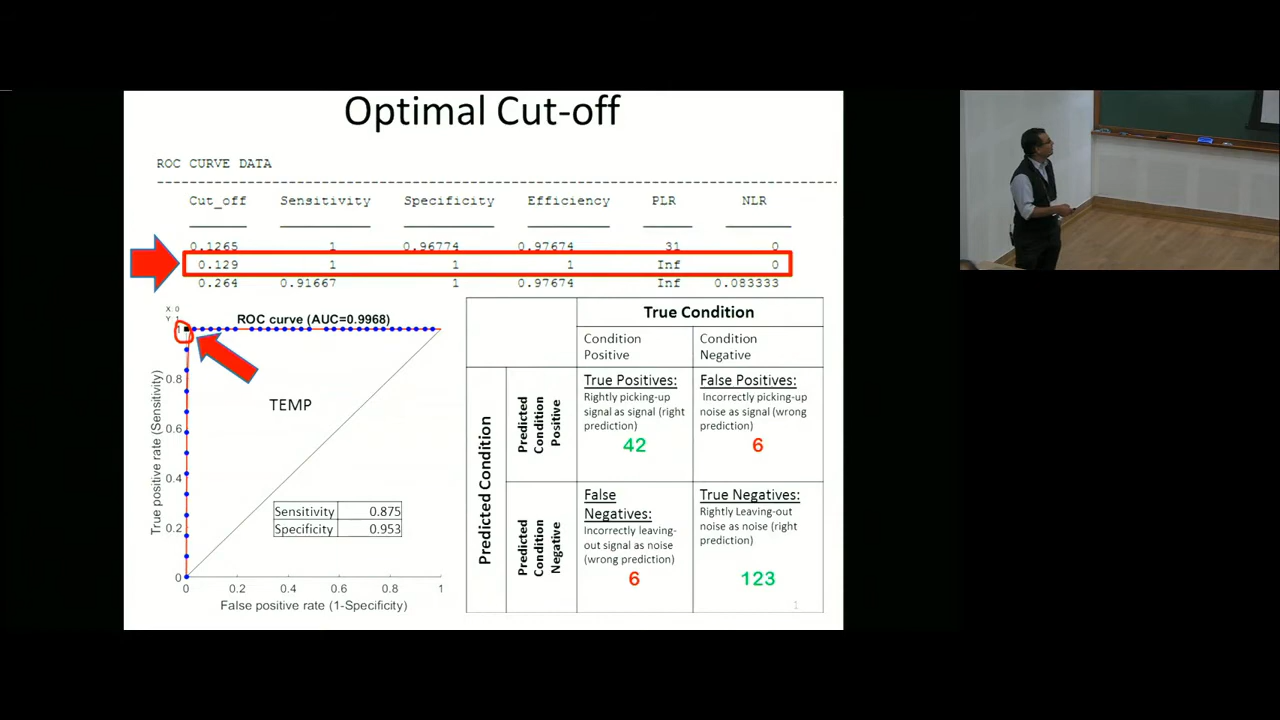 Optimal Cut-off
ROC CURVE DATA
Cut_off Sensitivity Specificity Efficiency PLR NLR
0.1265 1 0.96774 0.97674 31 0
0.129 1 1 1 Inf 0
0.264 0.91667 1 0.97674 Inf 0.083333
X 0
Y 1
ROC curve (AUC=0.9968)
1
0.8
0.6
0.4
0.2
0
True positive rate (Sensitivity)
TEMP
Sensitivity 0.875
Specificity 0.953
0 0.2 0.4 0.6 0.8 1
False positive rate (1-Specificity)
True Condition
Condition
Positive
Condition
Negative
Predicted Condition
Predicted
Condition
Positive
True Positives:
Rightly picking-up
signal as signal (right
prediction)
42
False Positives:
Incorrectly picking-up
noise as signal (wrong
prediction)
6
Predicted
Condition
Negative
False
Negatives:
Incorrectly leaving-
out signal as noise
(wrong prediction)
6
True Negatives:
Rightly Leaving-out
noise as noise (right
prediction)
123
1